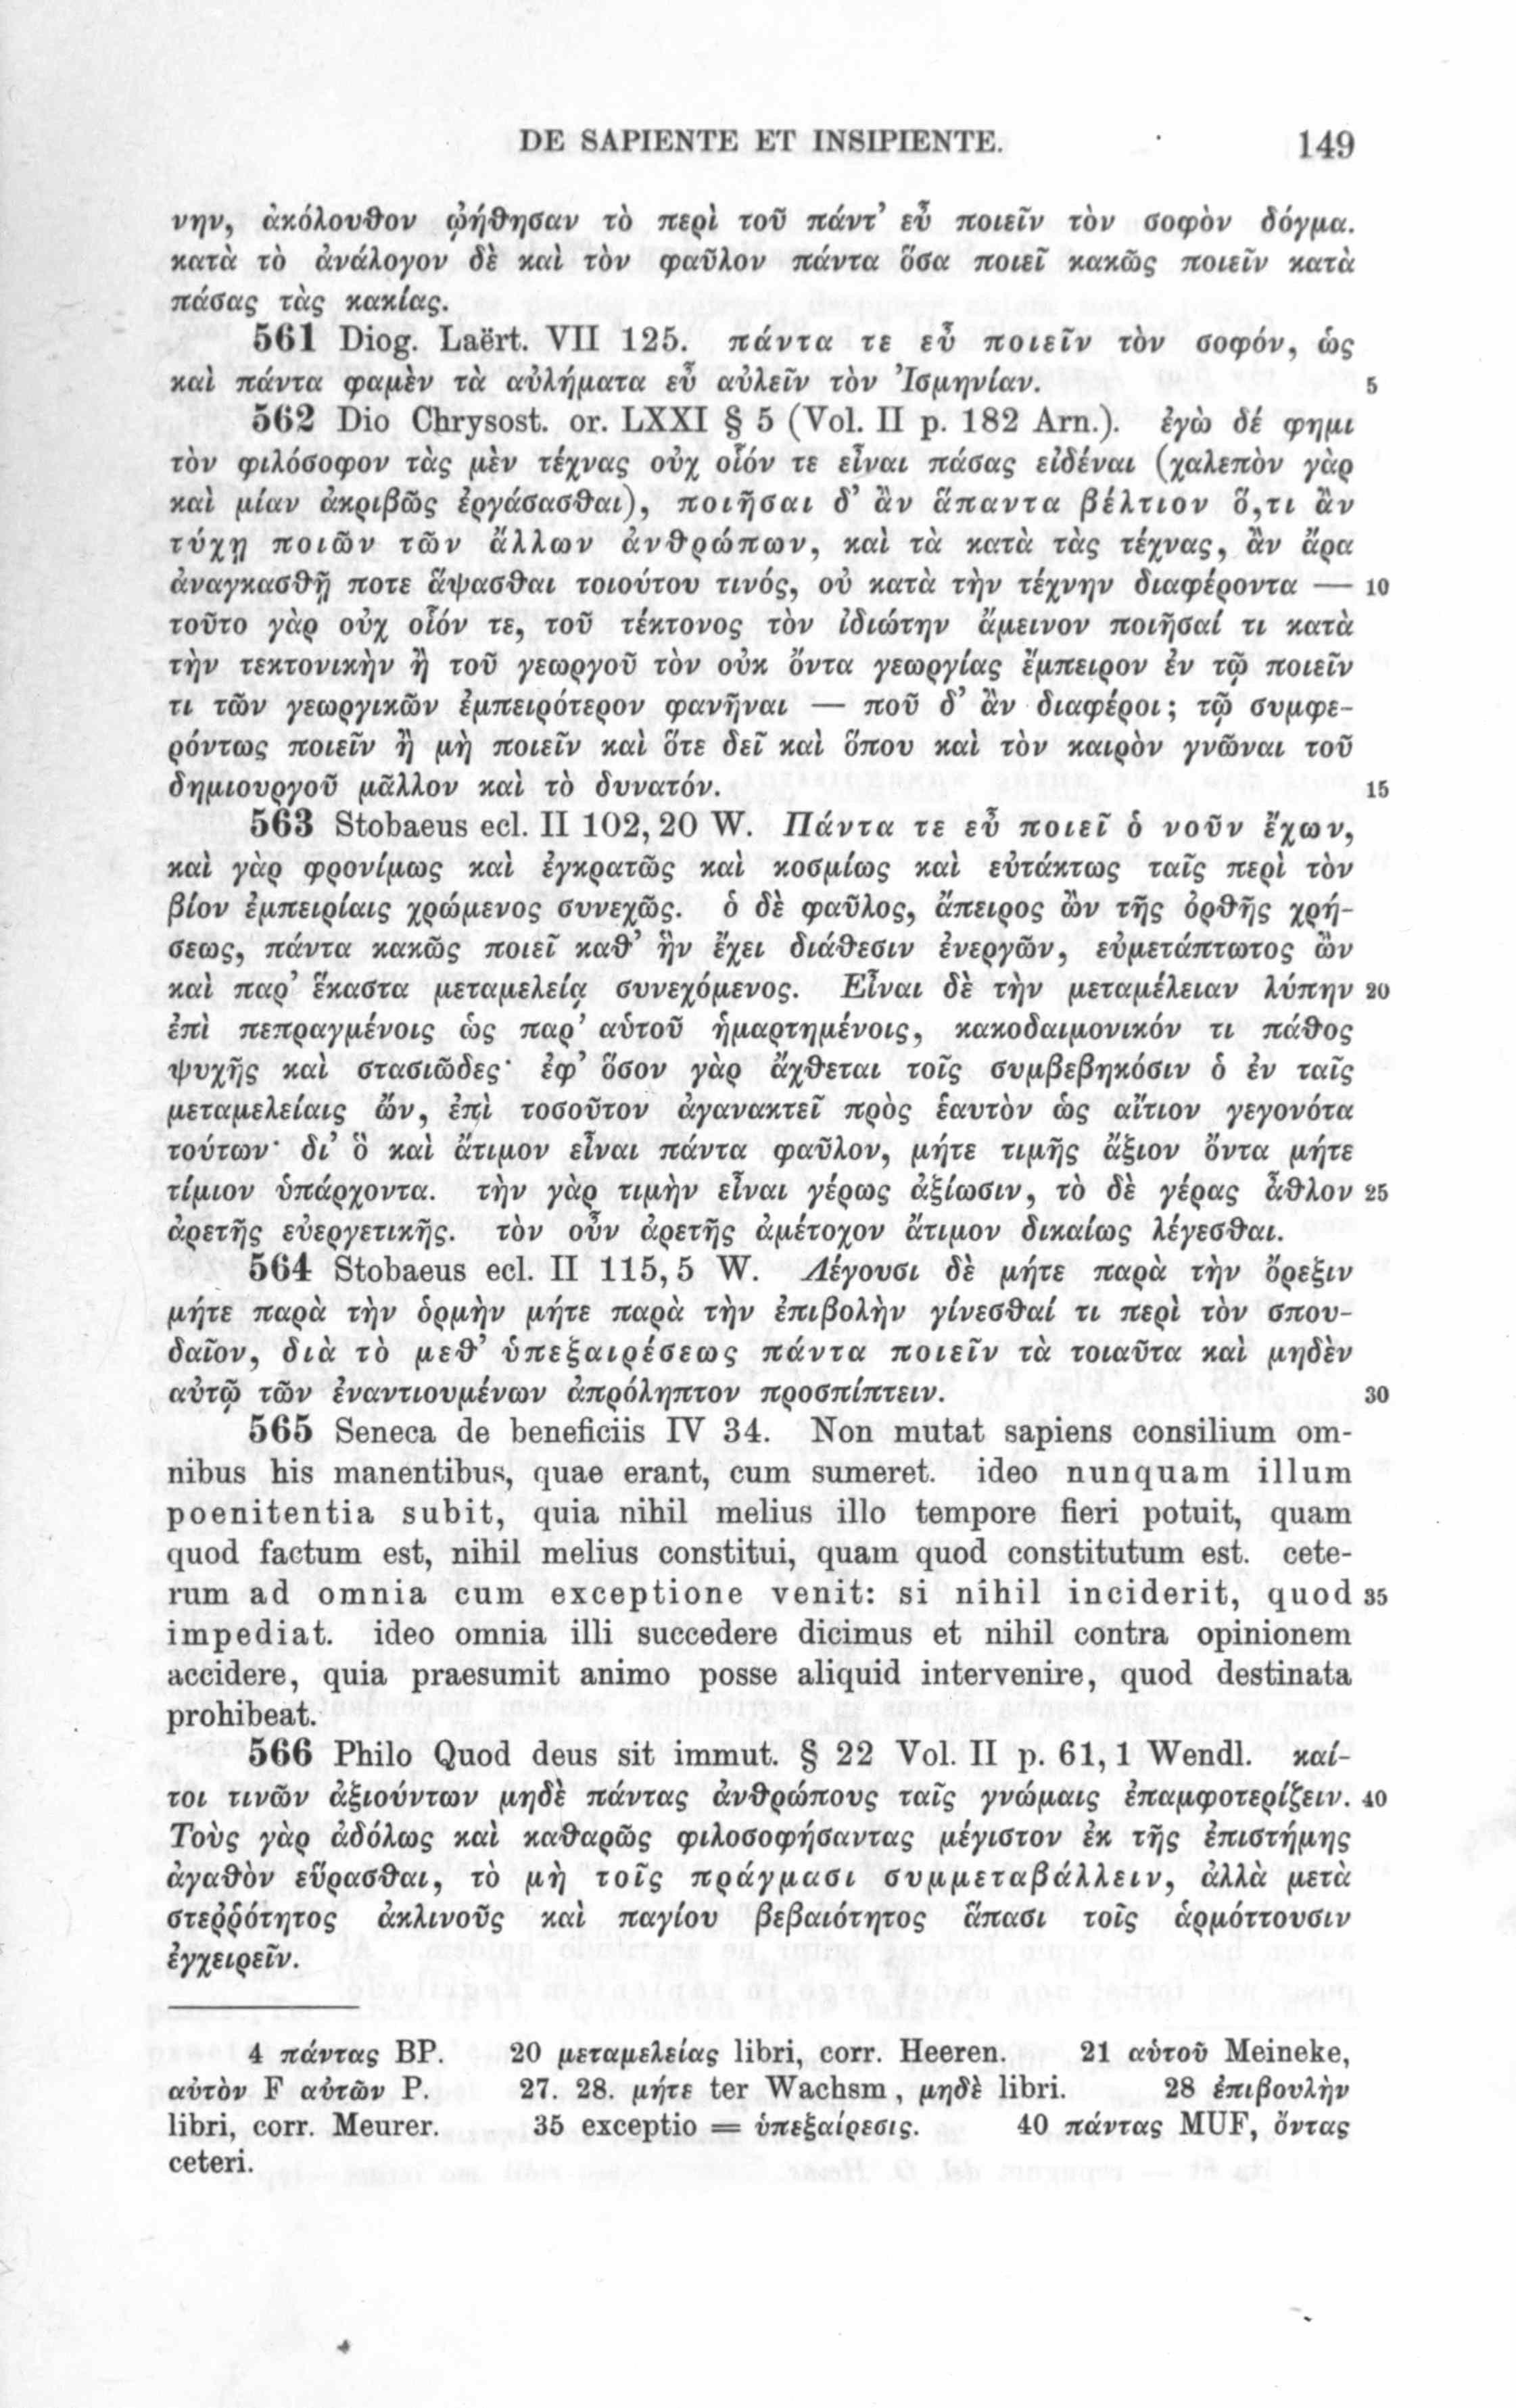 DE SAPIENTE ET INSIPIENTE. 149
νην, ἀκόλουθον ᾠήθησαν τὸ περὶ τοῦ πάντ’ εὖ ποιεῖν τὸν σοφὸν δόγμα.
κατὰ τὸ ἀνάλογον δὲ καὶ τὸν φαῦλον πάντα ὅσα ποιεῖ κακῶς ποιεῖν κατὰ
πάσας τὰς κακίας.
561 Diog. Laërt. VII 125. πάντα τε εὖ ποιεῖν τὸν σοφόν, ὡς
καὶ πάντα φαμὲν τὰ αὐλήματα εὖ αὐλεῖν τὸν Ἰσμηνίαν. 5
562 Dio Chrysost. or. LXXI § 5 (Vol. II p. 182 Arn.). ἐγὼ δέ φημι
τὸν φιλόσοφον τὰς μὲν τέχνας οὐχ οἷόν τε εἶναι πάσας εἰδέναι (χαλεπὸν γὰρ
καὶ μίαν ἀκριβῶς ἐργάσασθαι), ποιῆσαι δ’ ἂν ἅπαντα βέλτιον ὅ,τι ἂν
τύχῃ ποιῶν τῶν ἄλλων ἀνθρώπων, καὶ τὰ κατὰ τὰς τέχνας, ἂν ἄρα
ἀναγκασθῇ ποτε ἅψασθαι τοιούτου τινός, οὐ κατὰ τὴν τέχνην διαφέροντα — 10
τοῦτο γὰρ οὐχ οἷόν τε, τοῦ τέκτονος τὸν ἰδιώτην ἄμεινον ποιῆσαί τι κατὰ
τὴν τεκτονικὴν ἢ τοῦ γεωργοῦ τὸν οὐκ ὄντα γεωργίας ἔμπειρον ἐν τῷ ποιεῖν
τι τῶν γεωργικῶν ἐμπειρότερον φανῆναι — ποῦ δ’ ἂν διαφέροι; τῷ συμφε-
ρόντως ποιεῖν ἢ μὴ ποιεῖν καὶ ὅτε δεῖ καὶ ὅπου καὶ τὸν καιρὸν γνῶναι τοῦ
δημιουργοῦ μᾶλλον καὶ τὸ δυνατόν. 15
563 Stobaeus ecl. II 102, 20 W. Πάντα τε εὖ ποιεῖ ὁ νοῦν ἔχων,
καὶ γὰρ φρονίμως καὶ ἐγκρατῶς καὶ κοσμίως καὶ εὐτάκτως ταῖς περὶ τὸν
βίον ἐμπειρίαις χρώμενος συνεχῶς. ὁ δὲ φαῦλος, ἄπειρος ὢν τῆς ὀρθῆς χρή-
σεως, πάντα κακῶς ποιεῖ καθ’ ἣν ἔχει διάθεσιν ἐνεργῶν, εὐμετάπτωτος ὢν
καὶ παρ’ ἕκαστα μεταμελείᾳ συνεχόμενος. Εἶναι δὲ τὴν μεταμέλειαν λύπην 20
ἐπὶ πεπραγμένοις ὡς παρ’ αὑτοῦ ἡμαρτημένοις, κακοδαιμονικόν τι πάθος
ψυχῆς καὶ στασιῶδες· ἐφ’ ὅσον γὰρ ἄχθεται τοῖς συμβεβηκόσιν ὁ ἐν ταῖς
μεταμελείαις ὤν, ἐπὶ τοσοῦτον ἀγανακτεῖ πρὸς ἑαυτὸν ὡς αἴτιον γεγονότα
τούτων· δι’ ὃ καὶ ἄτιμον εἶναι πάντα φαῦλον, μήτε τιμῆς ἄξιον ὄντα μήτε
τίμιον ὑπάρχοντα. τὴν γὰρ τιμὴν εἶναι γέρως ἀξίωσιν, τὸ δὲ γέρας ἆθλον 25
ἀρετῆς εὐεργετικῆς. τὸν οὖν ἀρετῆς ἀμέτοχον ἄτιμον δικαίως λέγεσθαι.
564 Stobaeus ecl. II 115, 5 W. Λέγουσι δὲ μήτε παρὰ τὴν ὄρεξιν
μήτε παρὰ τὴν ὁρμὴν μήτε παρὰ τὴν ἐπιβολὴν γίνεσθαί τι περὶ τὸν σπου-
δαῖον, διὰ τὸ μεθ’ ὑπεξαιρέσεως πάντα ποιεῖν τὰ τοιαῦτα καὶ μηδὲν
αὐτῷ τῶν ἐναντιουμένων ἀπρόληπτον προσπίπτειν. 30
565 Seneca de beneficiis IV 34. Non mutat sapiens consilium om-
nibus his manentibus, quae erant, cum sumeret. ideo nunquam illum
poenitentia subit, quia nihil melius illo tempore fieri potuit, quam
quod factum est, nihil melius constitui, quam quod constitutum est. cete-
rum ad omnia cum exceptione venit: si nihil inciderit, quod 35
impediat. ideo omnia illi succedere dicimus et nihil contra opinionem
accidere, quia praesumit animo posse aliquid intervenire, quod destinata
prohibeat.
566 Philo Quod deus sit immut. § 22 Vol. II p. 61, 1 Wendl. καί-
τοι τινῶν ἀξιούντων μηδὲ πάντας ἀνθρώπους ταῖς γνώμαις ἐπαμφοτερίζειν. 40
Τοὺς γὰρ ἀδόλως καὶ καθαρῶς φιλοσοφήσαντας μέγιστον ἐκ τῆς ἐπιστήμης
ἀγαθὸν εὕρασθαι, τὸ μὴ τοῖς πράγμασι συμμεταβάλλειν, ἀλλὰ μετὰ
στερῥότητος ἀκλινοῦς καὶ παγίου βεβαιότητος ἅπασι τοῖς ἁρμόττουσιν
ἐγχειρεῖν.
4 πάντας BP. 20 μεταμελείας libri, corr. Heeren. 21 αὑτοῦ Meineke,
αὐτὸν F αὐτῶν P. 27. 28. μήτε ter Wachsm, μηδὲ libri. 28 ἐπιβουλὴν
libri, corr. Meurer. 35 exceptio = ὑπεξαίρεσις. 40 πάντας MUF, ὄντας
ceteri.